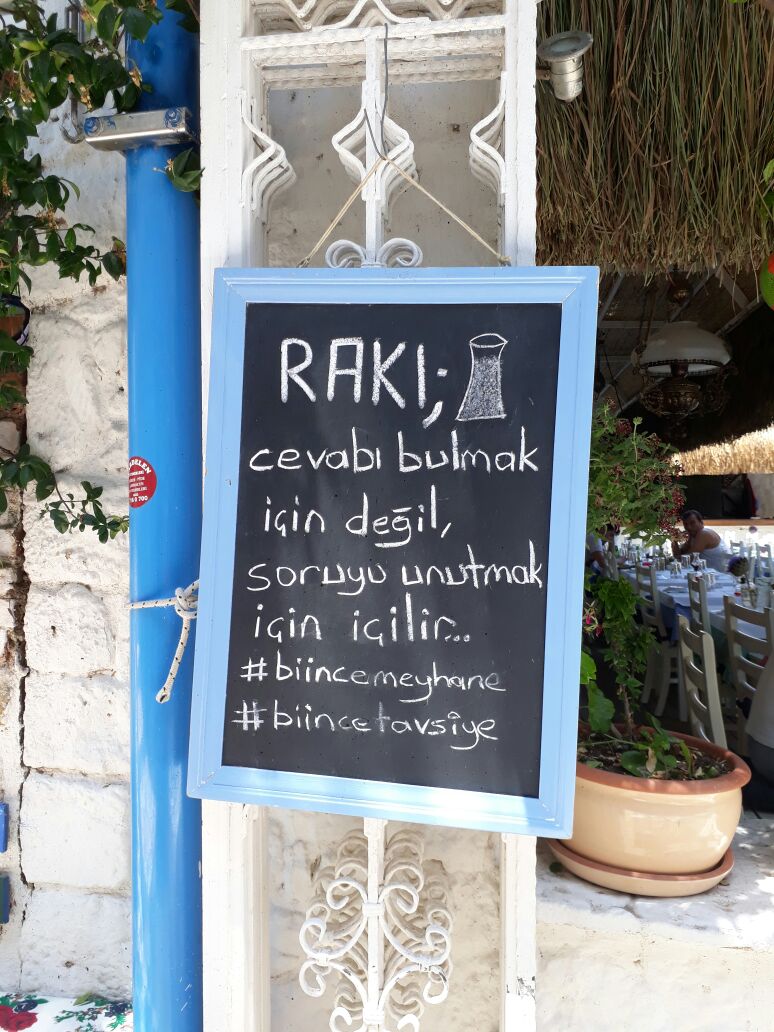 RAKI;
cevabı bulmak
için değil,
soruyu unutmak
için içilir...
#biincemeyhane
#biincetavsiye